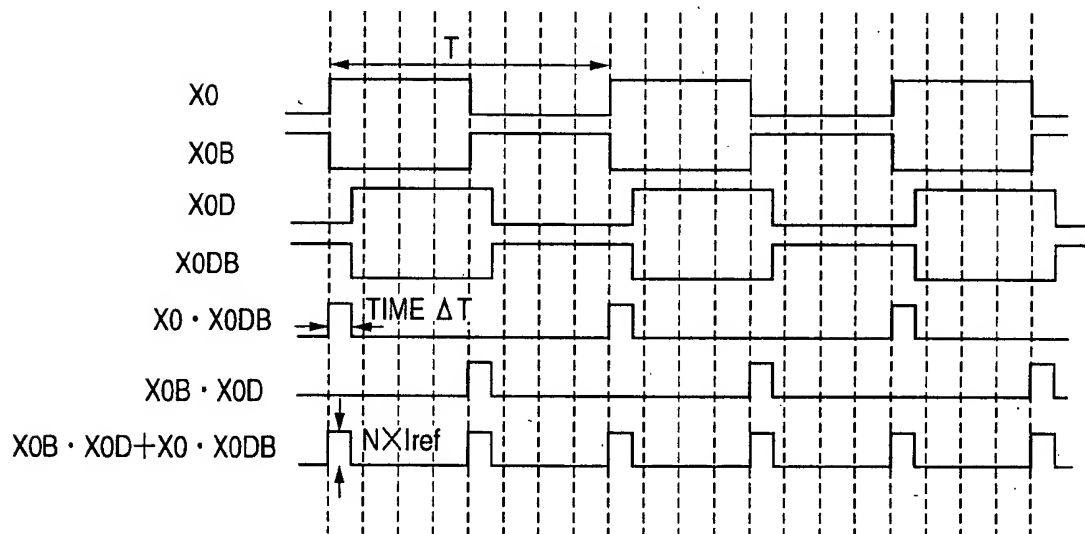 T
X0
X0B
X0D
X0DB
X0・X0DB
TIME ΔT
X0B・X0D
X0B・X0D+X0・X0DB
N×Iref